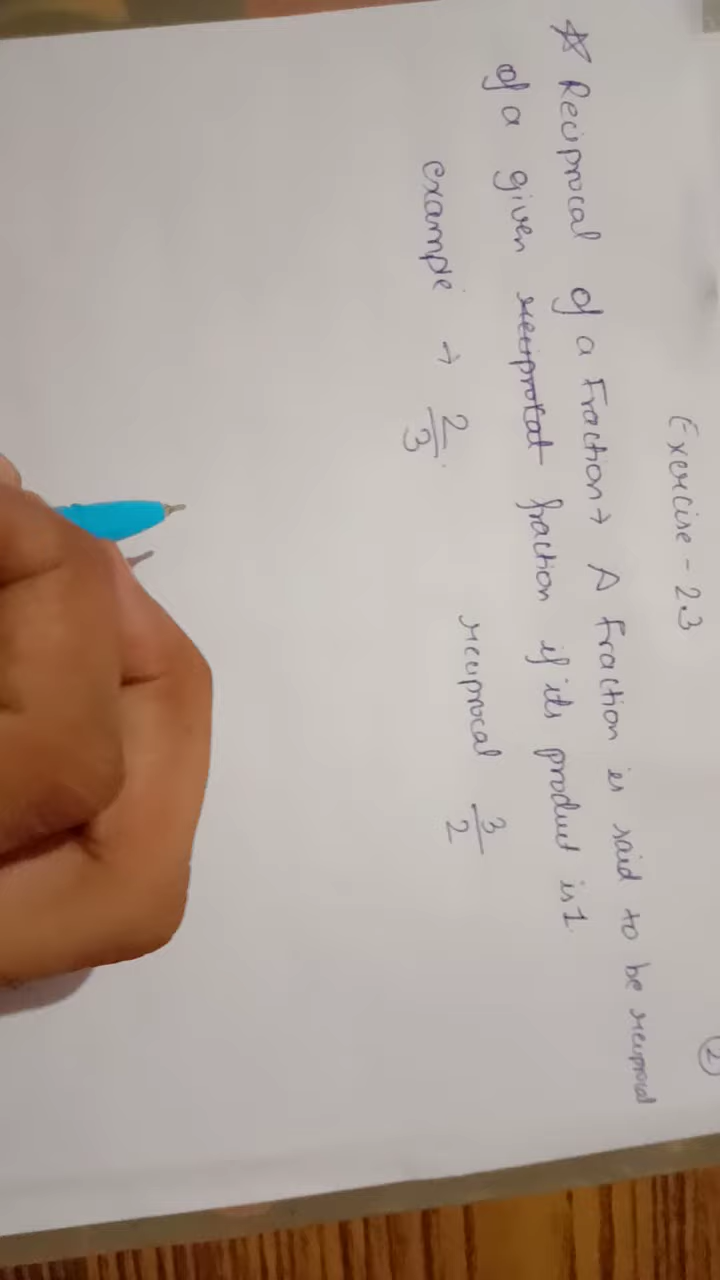 ②
Exercise - 2.3
☆ Reciprocal of a Fraction → A fraction is said to be reciprocal
of a given reciprocal fraction if its product is 1.
example → 2/3 reciprocal 3/2